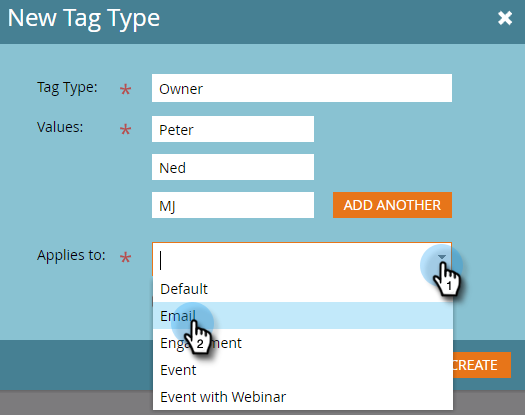 New Tag Type
Tag Type: * Owner
Values: * Peter
Ned
MJ ADD ANOTHER
Applies to: *
1
Default
Email
2
Engagement
Event
CREATE
Event with Webinar